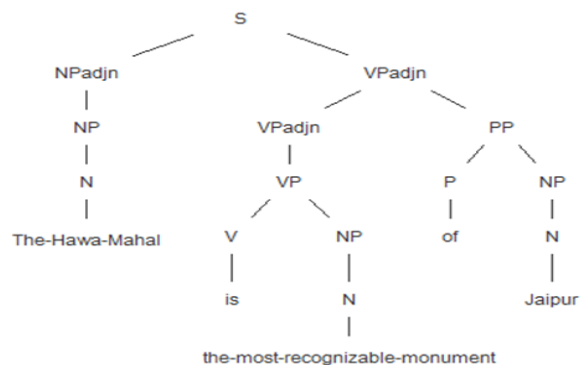 S
NPadjn VPadjn
NP VPadjn PP
N VP P NP
The-Hawa-Mahal V NP of N
is N Jaipur
the-most-recognizable-monument